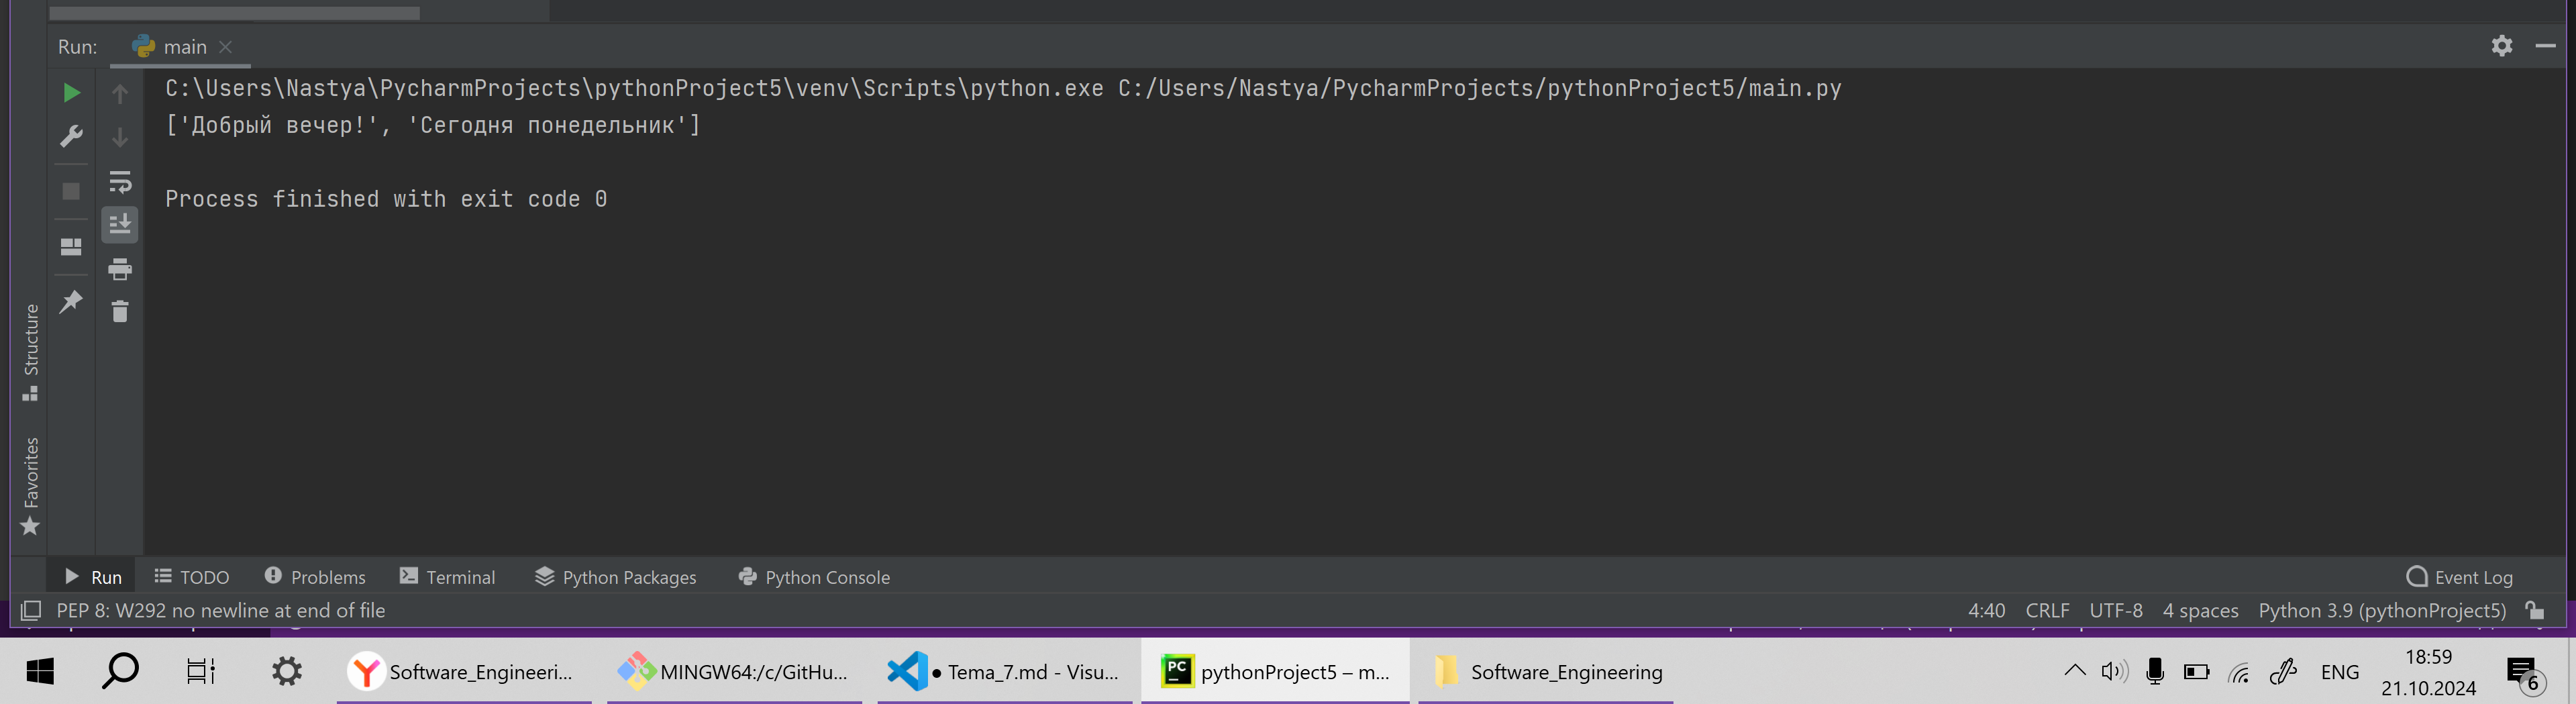 Run: main
C:\Users\Nastya\PycharmProjects\pythonProject5\venv\Scripts\python.exe C:/Users/Nastya/PycharmProjects/pythonProject5/main.py
['Добрый вечер!', 'Сегодня понедельник']
Process finished with exit code 0
Structure
Favorites
Run TODO Problems Terminal Python Packages Python Console Event Log
PEP 8: W292 no newline at end of file 4:40 CRLF UTF-8 4 spaces Python 3.9 (pythonProject5)
Software_Engineeri... MINGW64:/c/GitHu... ● Tema_7.md - Visu... PC pythonProject5 – m... Software_Engineering ENG 18:59
21.10.2024 6